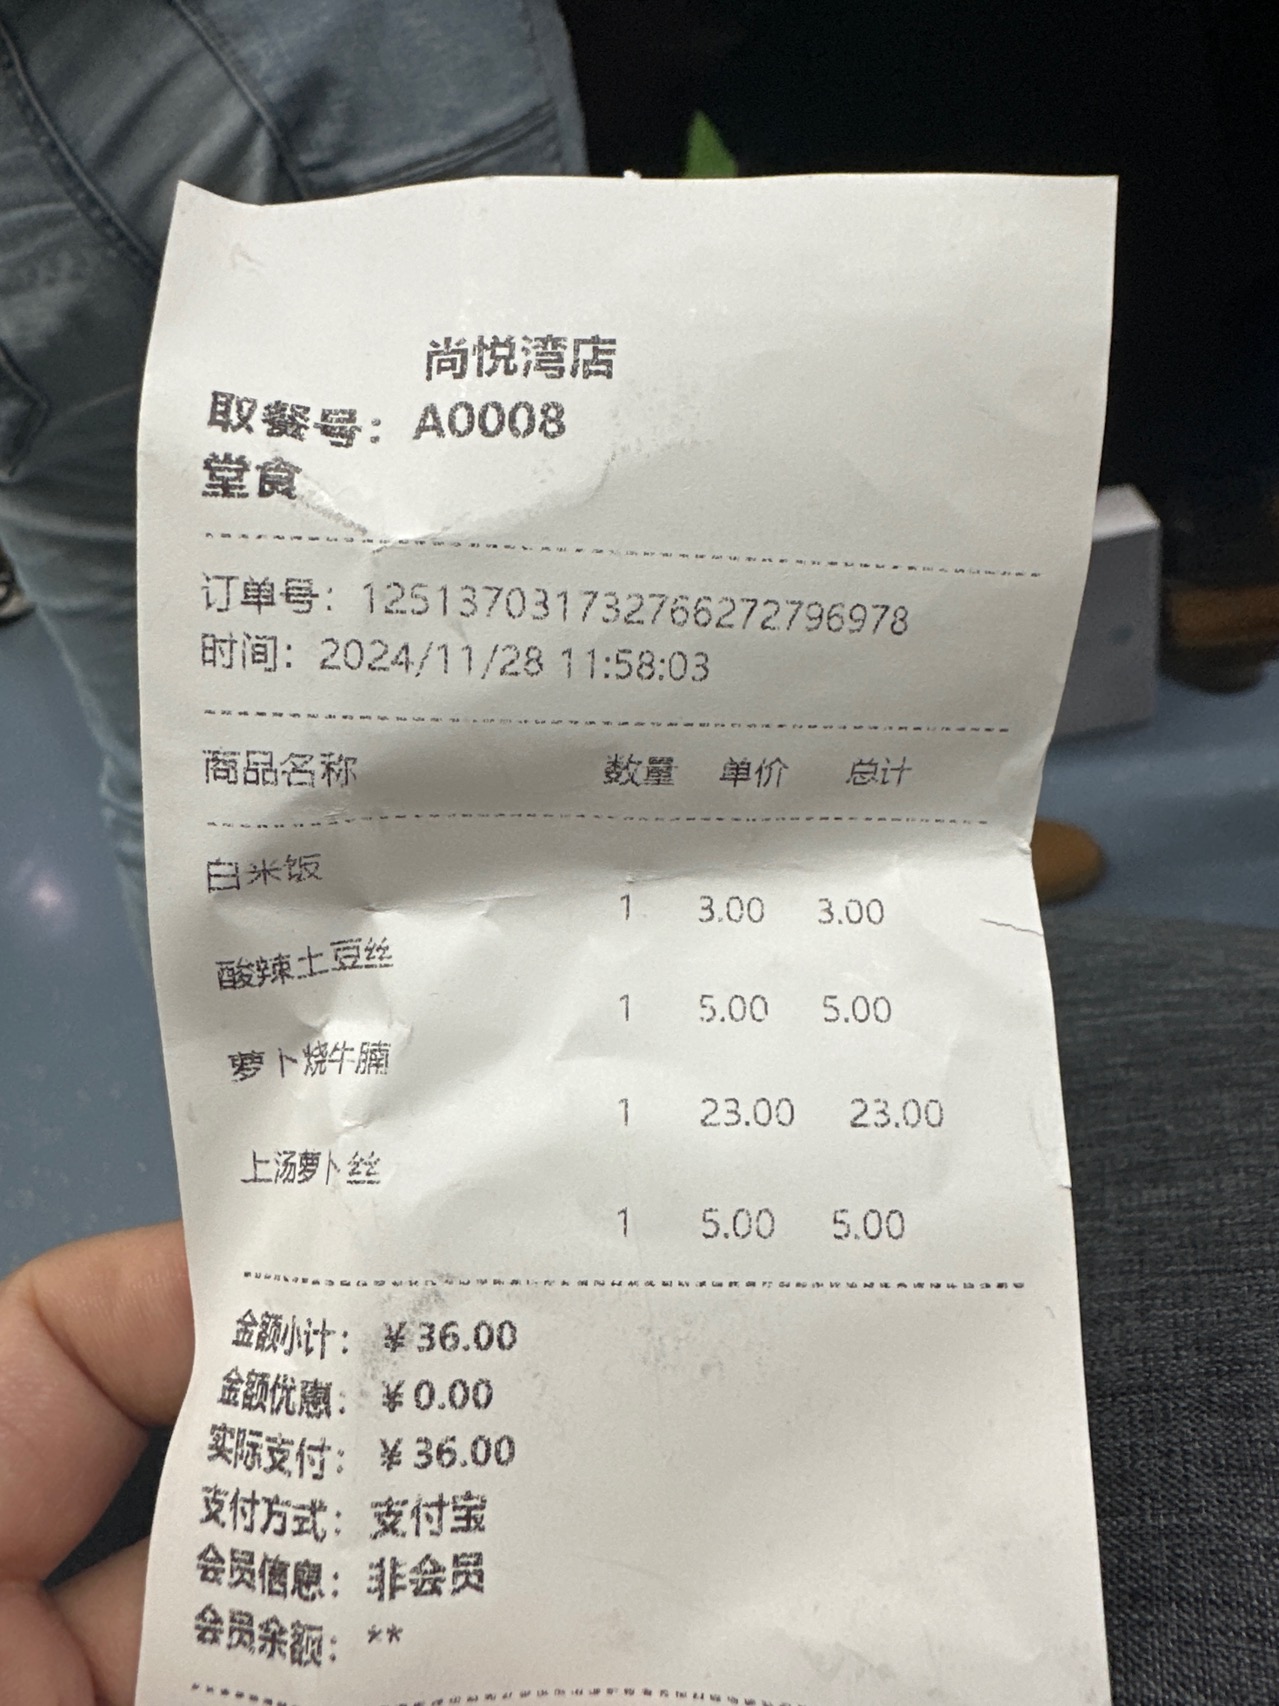 尚悦湾店
取餐号：A0008
堂食
订单号：12513703173276627279​6978
时间：2024/11/28 11:58:03
商品名称 数量 单价 总计
白米饭
1 3.00 3.00
酸辣土豆丝
1 5.00 5.00
萝卜烧牛腩
1 23.00 23.00
上汤萝卜丝
1 5.00 5.00
金额小计：￥36.00
金额优惠：￥0.00
实际支付：￥36.00
支付方式：支付宝
会员信息：非会员
会员余额：**